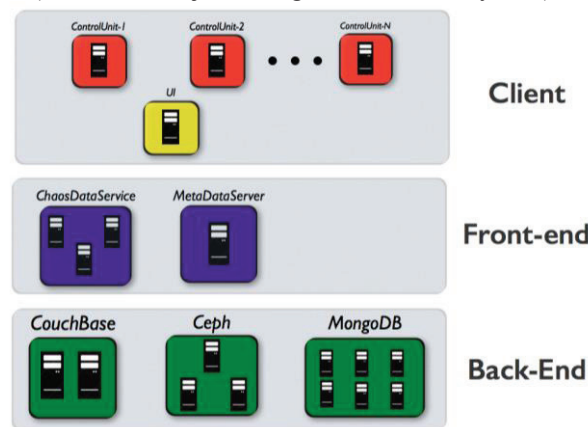 ControlUnit-1
ControlUnit-2
ControlUnit-N
UI
Client
ChaosDataService
MetaDataServer
Front-end
CouchBase
Ceph
MongoDB
Back-End